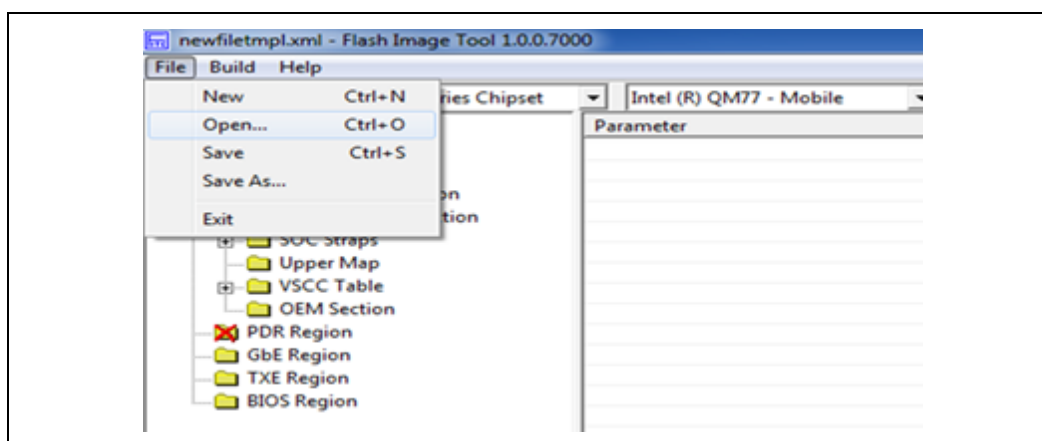 newfiletmpl.xml - Flash Image Tool 1.0.0.7000
File Build Help
New Ctrl+N
ries Chipset
Intel (R) QM77 - Mobile
Open... Ctrl+O
Parameter
Save Ctrl+S
Save As...
on
Exit
tion
SOC Straps
Upper Map
VSCC Table
OEM Section
PDR Region
GbE Region
TXE Region
BIOS Region